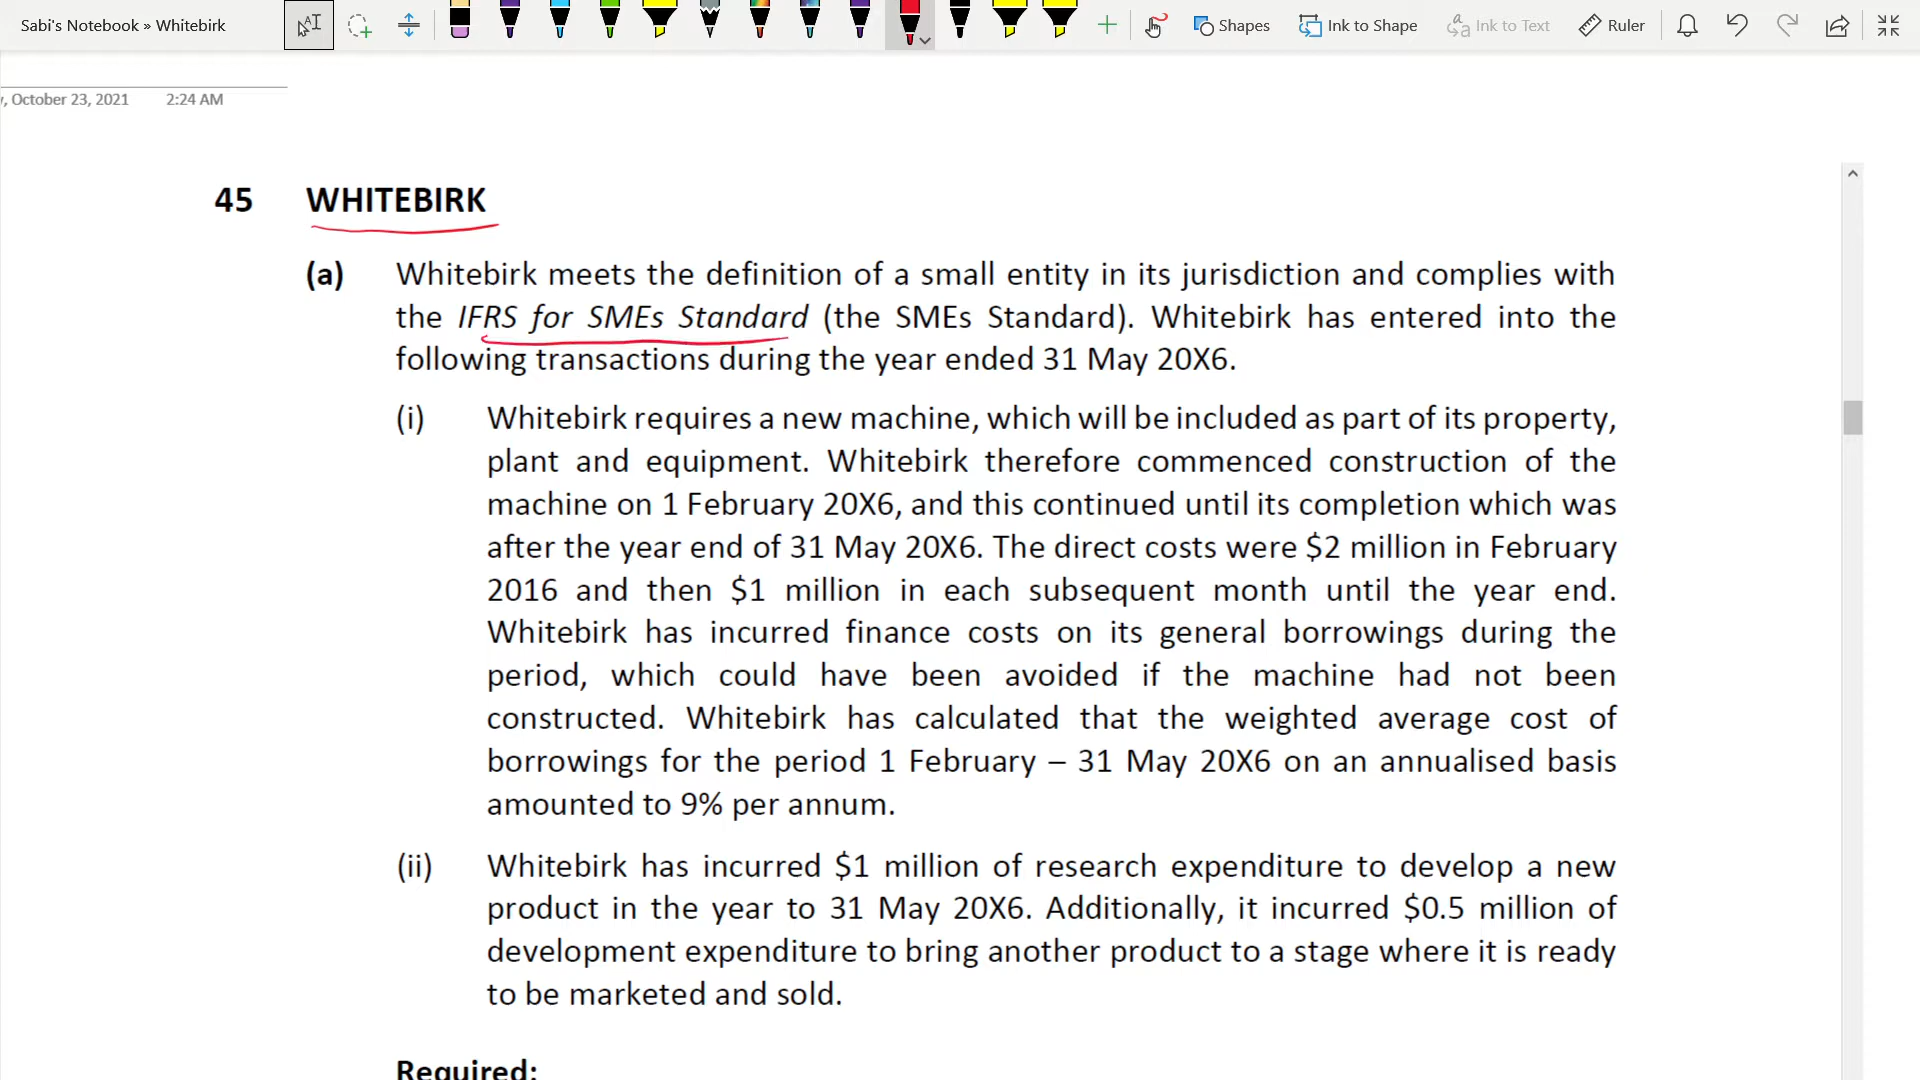 Sabi's Notebook » Whitebirk
Shapes
Ink to Shape
Ink to Text
Ruler
, October 23, 2021 2:24 AM
45 WHITEBIRK
(a) Whitebirk meets the definition of a small entity in its jurisdiction and complies with
the IFRS for SMEs Standard (the SMEs Standard). Whitebirk has entered into the
following transactions during the year ended 31 May 20X6.
(i) Whitebirk requires a new machine, which will be included as part of its property,
plant and equipment. Whitebirk therefore commenced construction of the
machine on 1 February 20X6, and this continued until its completion which was
after the year end of 31 May 20X6. The direct costs were $2 million in February
2016 and then $1 million in each subsequent month until the year end.
Whitebirk has incurred finance costs on its general borrowings during the
period, which could have been avoided if the machine had not been
constructed. Whitebirk has calculated that the weighted average cost of
borrowings for the period 1 February – 31 May 20X6 on an annualised basis
amounted to 9% per annum.
(ii) Whitebirk has incurred $1 million of research expenditure to develop a new
product in the year to 31 May 20X6. Additionally, it incurred $0.5 million of
development expenditure to bring another product to a stage where it is ready
to be marketed and sold.
Required: